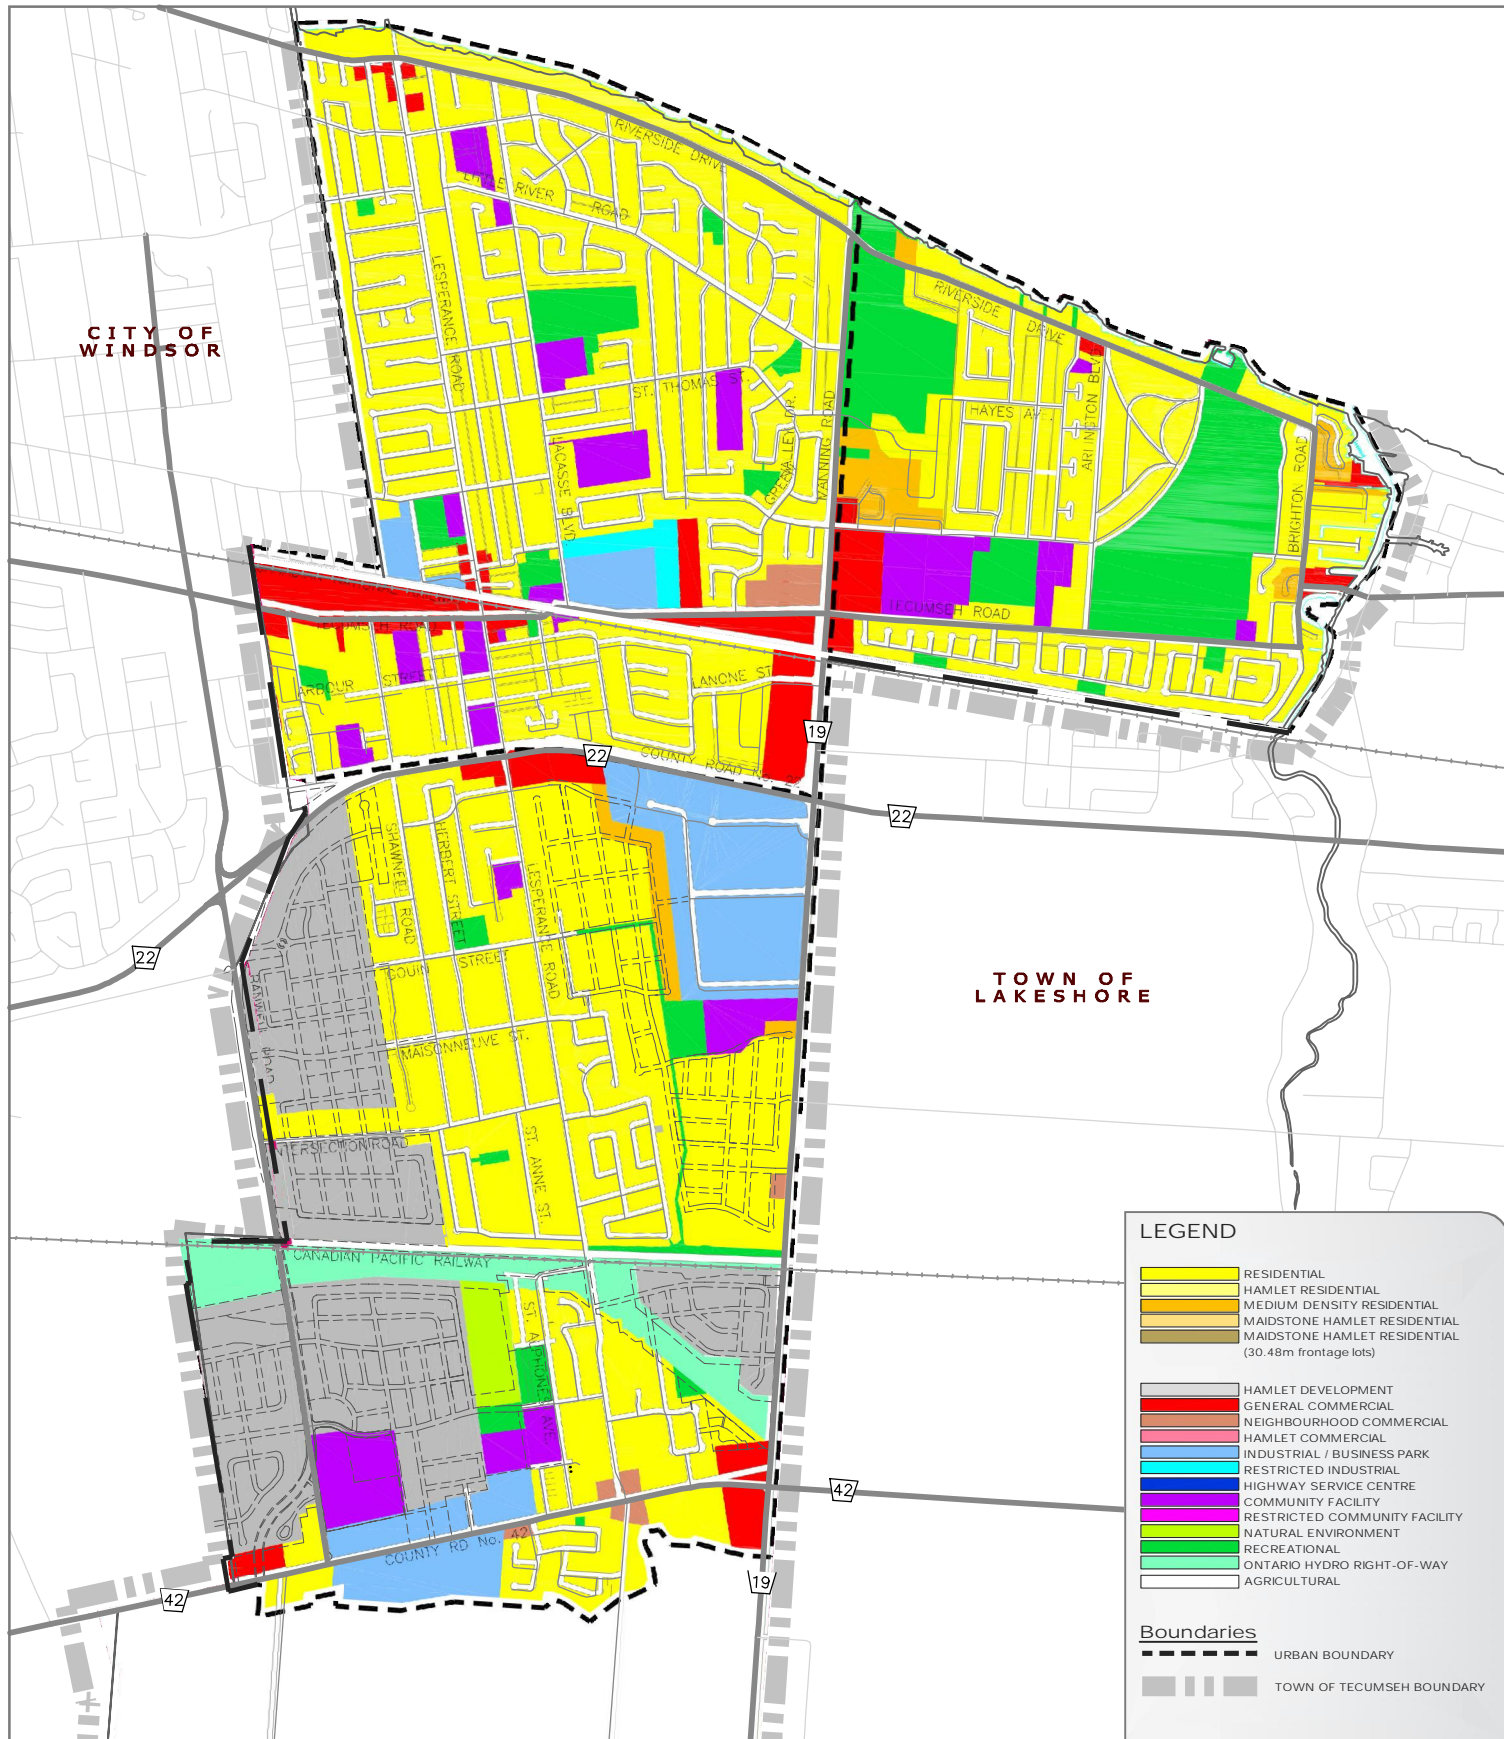 RIVERSIDE DRIVE
LITTLE RIVER
ROAD
LESPERANCE ROAD
CITY OF
WINDSOR
RIVERSIDE
DRIVE
ST. THOMAS ST.
HAYES AV.
ARLINGTON BLVD
GREENVALLEY DR.
MANNING ROAD
LACASSE BLVD
BRIGHTON ROAD
TECUMSEH ROAD
TECUMSEH ROAD
ARBOUR STREET
LANONE ST.
19
22
COUNTY ROAD No. 22
22
SHAWNEE ROAD
HERBERT STREET
LESPERANCE ROAD
22
GOUIN STREET
TOWN OF
LAKESHORE
MAISONNEUVE ST.
ROAD
INTERSECTION ROAD
ST. ANNE ST.
CANADIAN PACIFIC RAILWAY
ST. ALPHONSE AVE.
42
COUNTY RD No. 42
19
42
LEGEND
RESIDENTIAL
HAMLET RESIDENTIAL
MEDIUM DENSITY RESIDENTIAL
MAIDSTONE HAMLET RESIDENTIAL
MAIDSTONE HAMLET RESIDENTIAL
(30.48m frontage lots)
HAMLET DEVELOPMENT
GENERAL COMMERCIAL
NEIGHBOURHOOD COMMERCIAL
HAMLET COMMERCIAL
INDUSTRIAL / BUSINESS PARK
RESTRICTED INDUSTRIAL
HIGHWAY SERVICE CENTRE
COMMUNITY FACILITY
RESTRICTED COMMUNITY FACILITY
NATURAL ENVIRONMENT
RECREATIONAL
ONTARIO HYDRO RIGHT-OF-WAY
AGRICULTURAL
Boundaries
URBAN BOUNDARY
TOWN OF TECUMSEH BOUNDARY